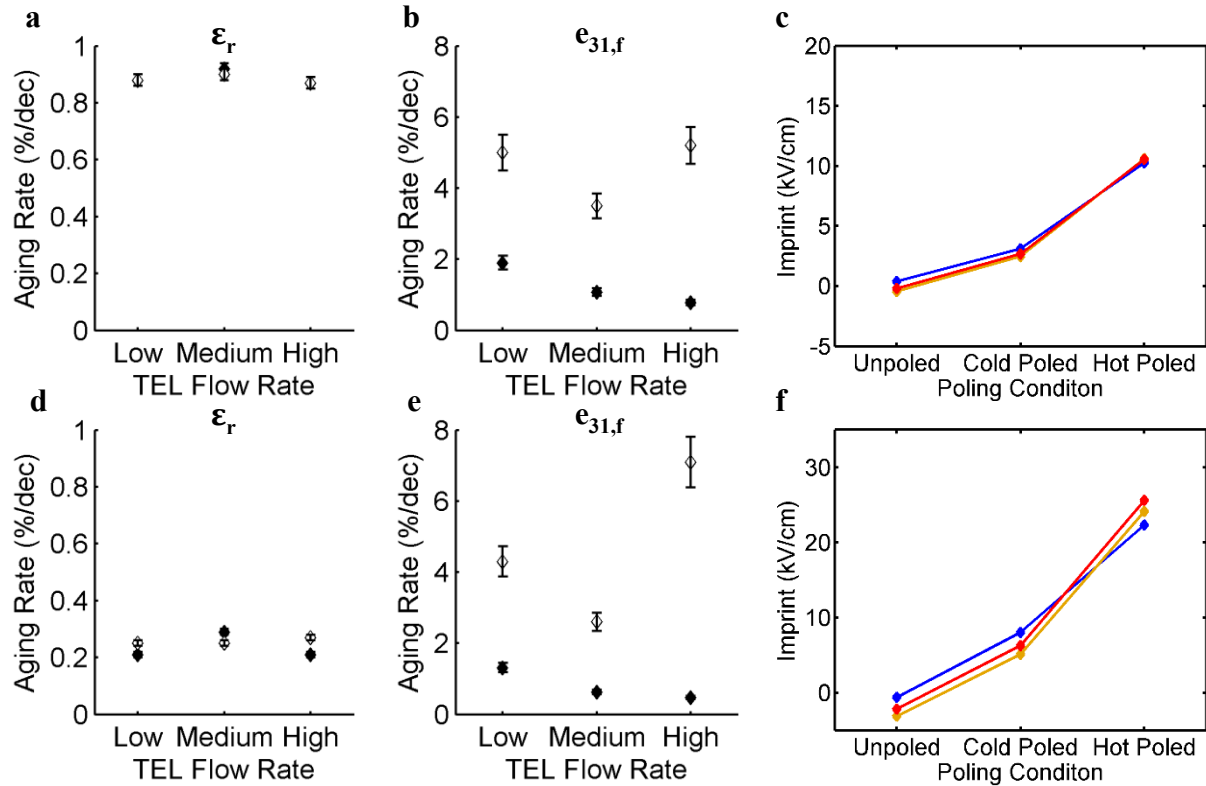 a
εr
Aging Rate (%/dec)
1
0.8
0.6
0.4
0.2
0
Low Medium High
TEL Flow Rate
b
e31,f
Aging Rate (%/dec)
8
6
4
2
0
Low Medium High
TEL Flow Rate
c
Imprint (kV/cm)
20
15
10
5
0
-5
Unpoled Cold Poled Hot Poled
Poling Conditon
d
εr
Aging Rate (%/dec)
1
0.8
0.6
0.4
0.2
0
Low Medium High
TEL Flow Rate
e
e31,f
Aging Rate (%/dec)
8
6
4
2
0
Low Medium High
TEL Flow Rate
f
Imprint (kV/cm)
30
20
10
0
Unpoled Cold Poled Hot Poled
Poling Conditon